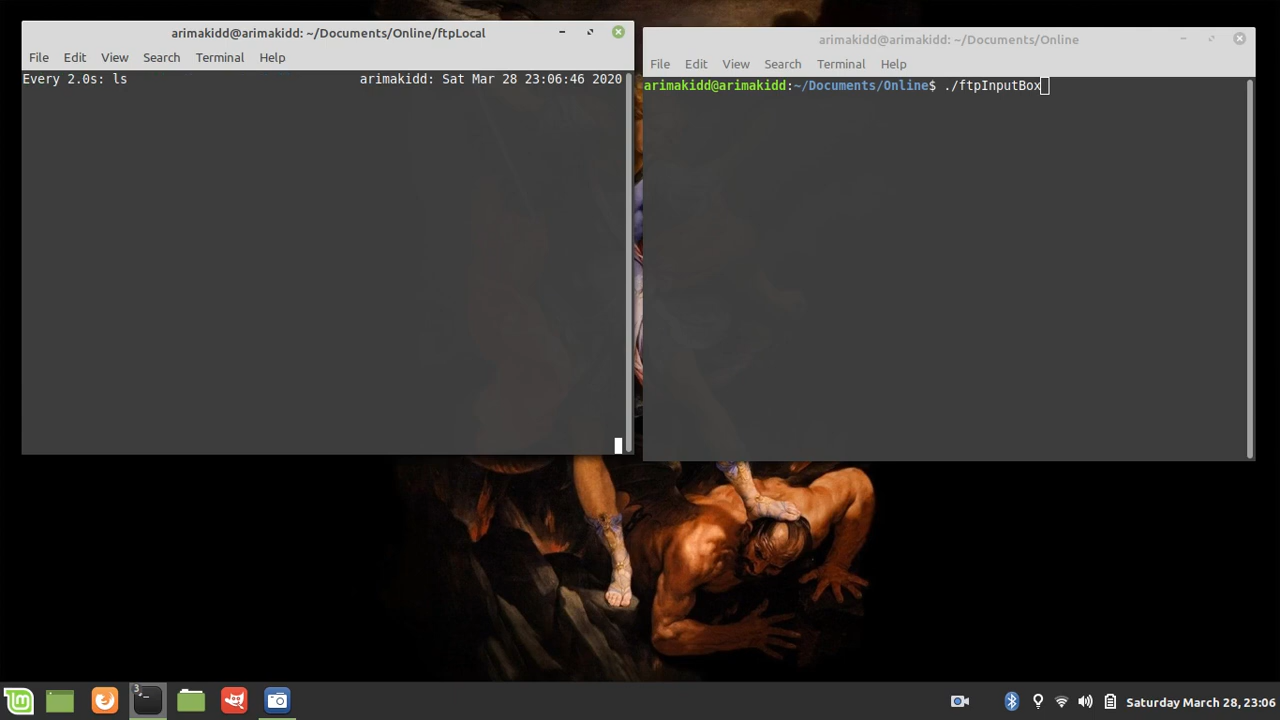 arimakidd@arimakidd: ~/Documents/Online/ftpLocal
File Edit View Search Terminal Help
Every 2.0s: ls arimakidd: Sat Mar 28 23:06:46 2020
arimakidd@arimakidd: ~/Documents/Online
File Edit View Search Terminal Help
arimakidd@arimakidd:~/Documents/Online$ ./ftpInputBox
3
Saturday March 28, 23:06